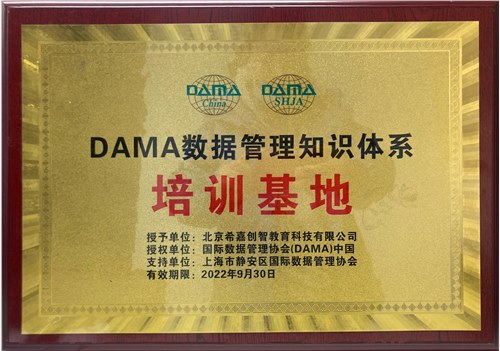 DAMA China
DAMA SHJA
DAMA数据管理知识体系
培训基地
授予单位：北京希嘉创智教育科技有限公司
授权单位：国际数据管理协会(DAMA)中国
支持单位：上海市静安区国际数据管理协会
有效期限：2022年9月30日